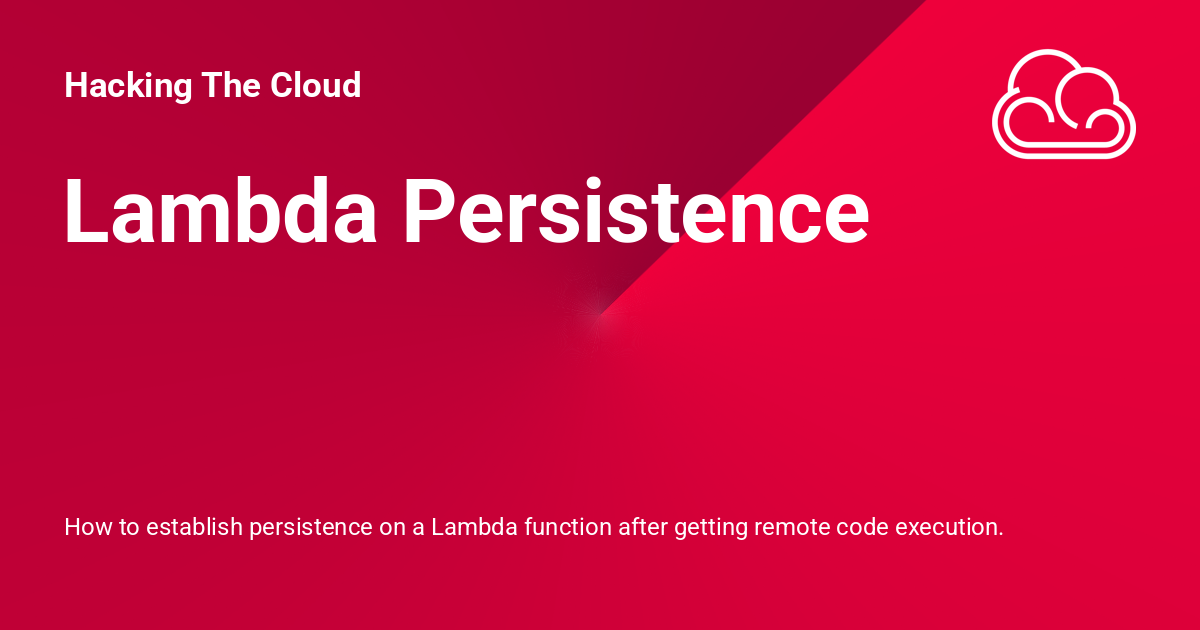 Hacking The Cloud
Lambda Persistence
How to establish persistence on a Lambda function after getting remote code execution.